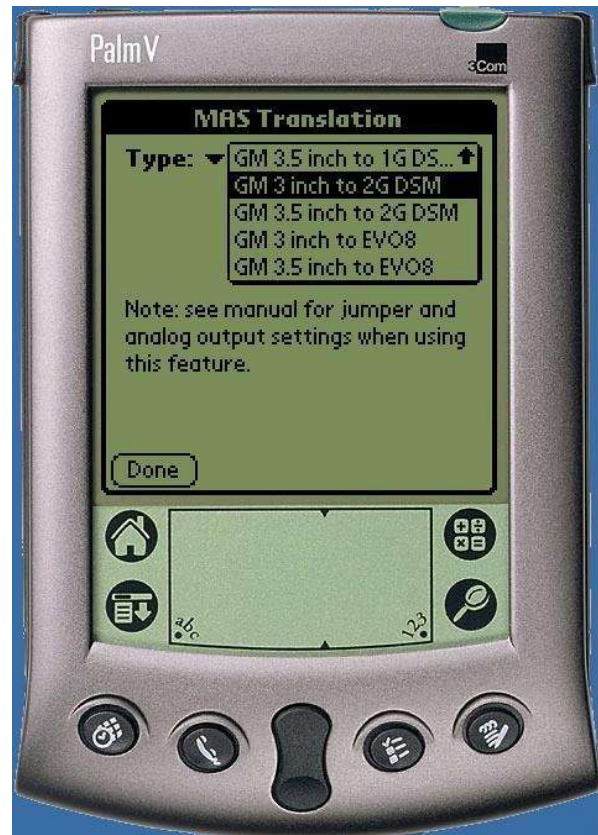 PalmV
3Com
MAS Translation
Type: GM 3.5 inch to 1G DS...
GM 3 inch to 2G DSM
GM 3.5 inch to 2G DSM
GM 3 inch to EVO8
GM 3.5 inch to EVO8
Note: see manual for jumper and
analog output settings when using
this feature.
Done
abc
123